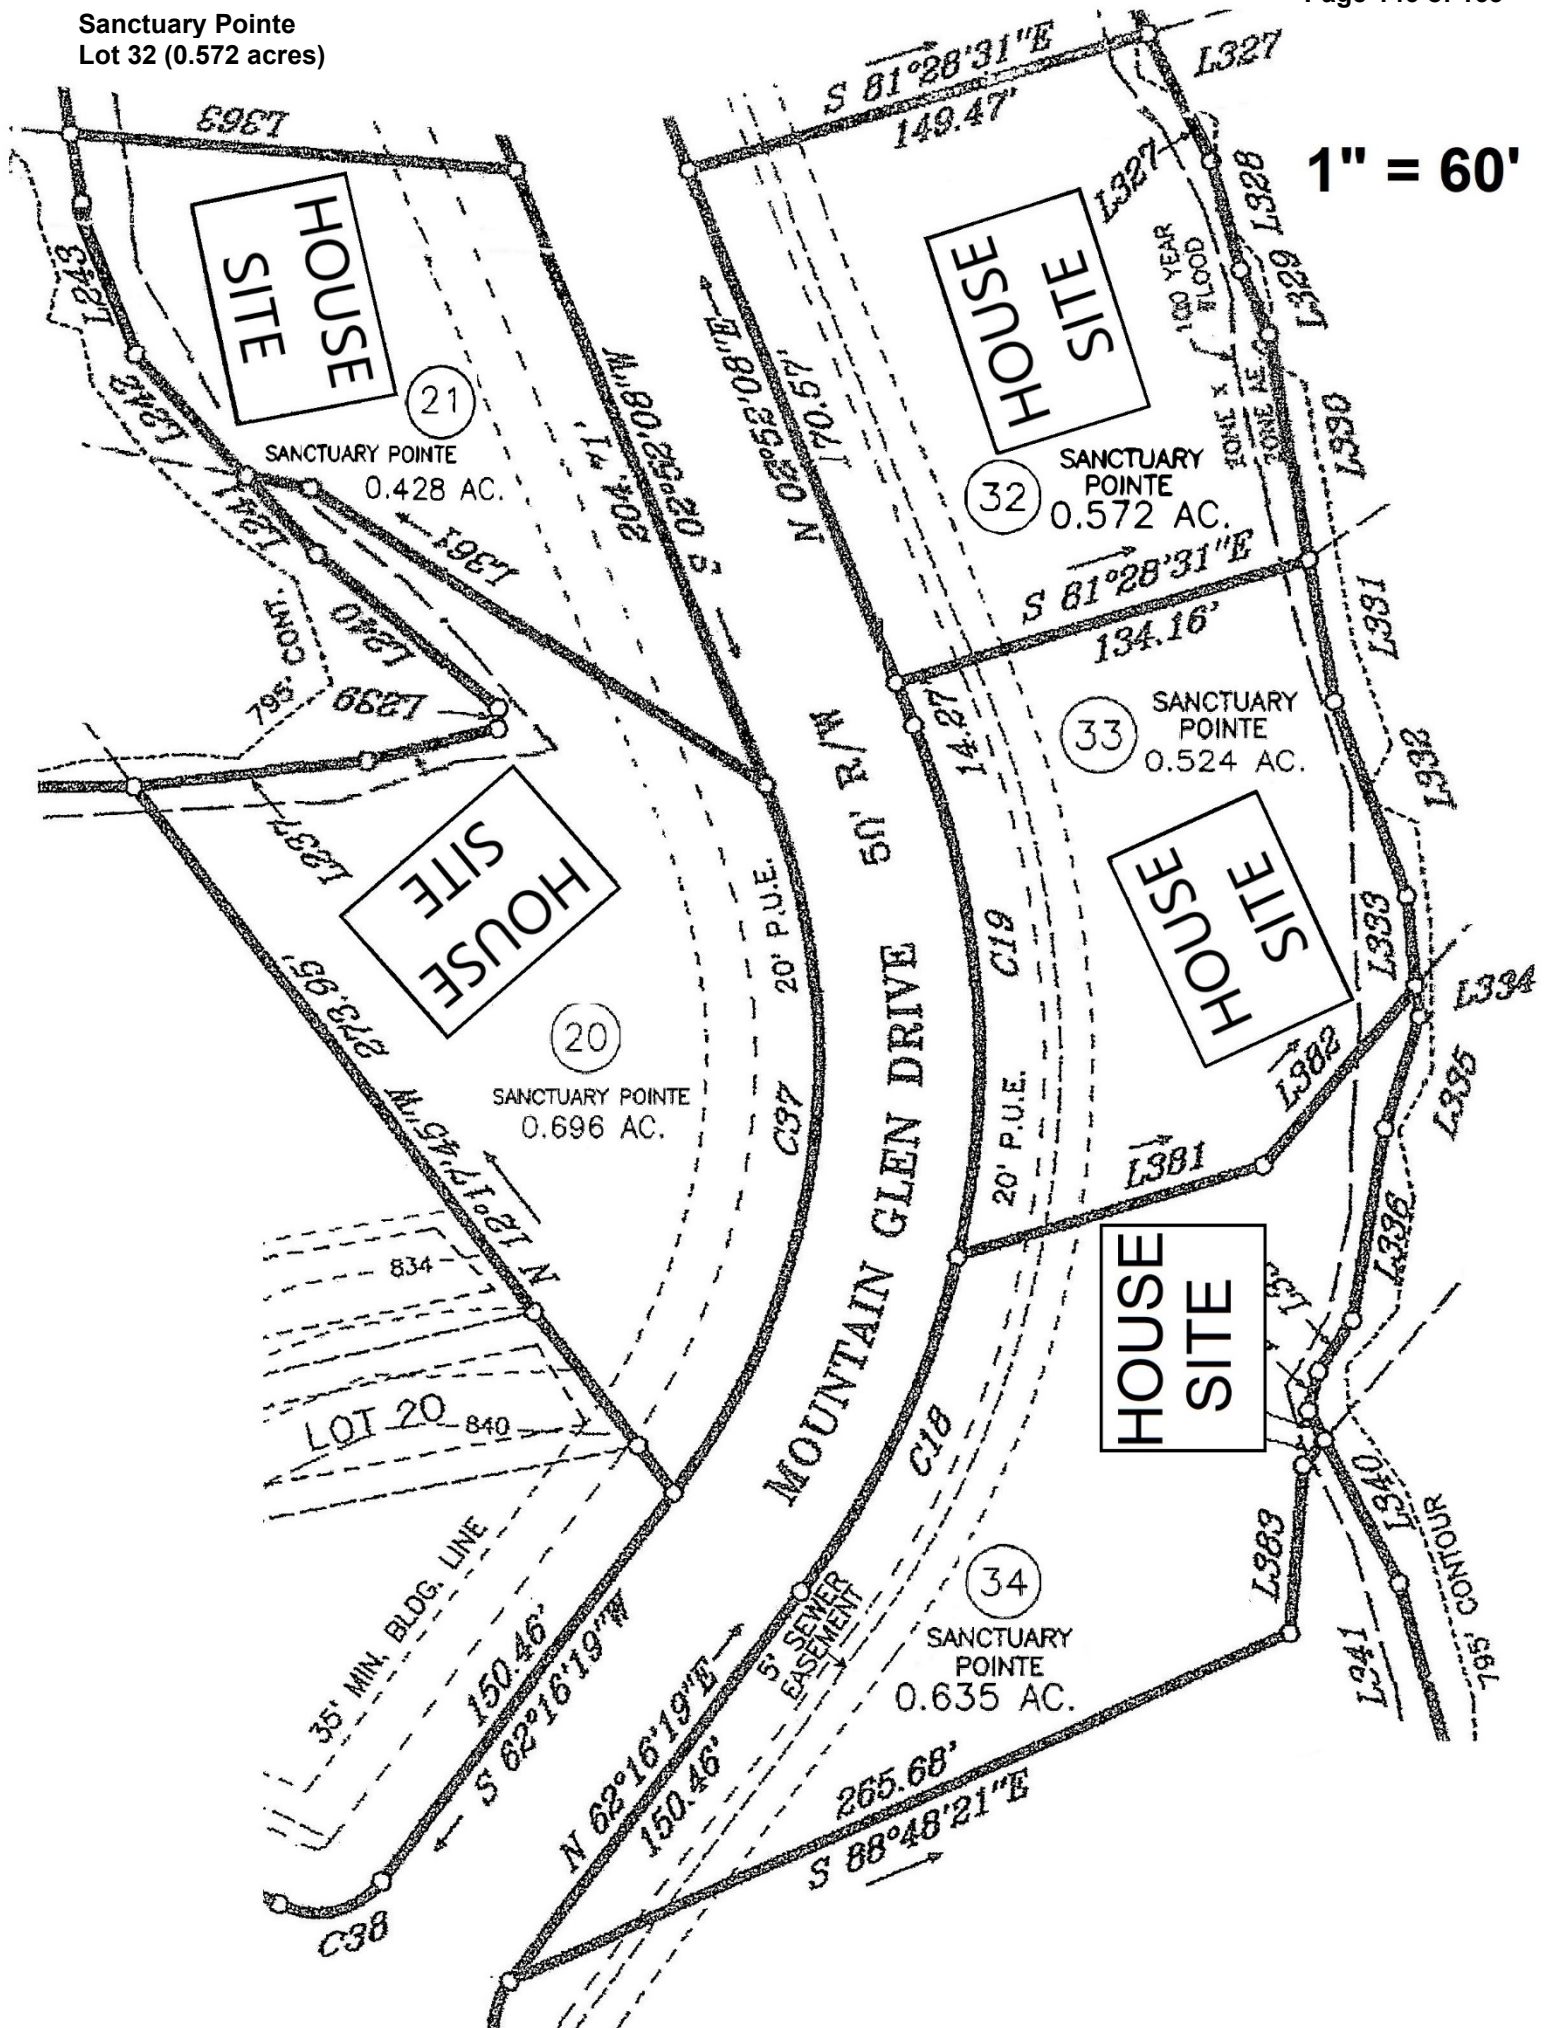 Sanctuary Pointe
Lot 32 (0.572 acres)
1" = 60'
S 81°28'31"E
149.47'
L327
L327
L328
L329
L330
L331
L332
L333
L334
L335
L336
L340
L341
L363
L243
L242
L241
L240
L239
L237
L361
HOUSE
SITE
21
SANCTUARY POINTE
0.428 AC.
204.14'
S 02°52'08"W
N 02°52'08"E
170.57'
HOUSE
SITE
100 YEAR
FLOOD
ZONE X
ZONE AE
32
SANCTUARY
POINTE
0.572 AC.
S 81°28'31"E
134.16'
14.27'
33
SANCTUARY
POINTE
0.524 AC.
795' CONT.
50' R/W
HOUSE
SITE
HOUSE
SITE
20' P.U.E.
C19
C37
273.95'
N 12°17'45"W
20
SANCTUARY POINTE
0.696 AC.
MOUNTAIN GLEN DRIVE
20' P.U.E.
L382
L381
HOUSE
SITE
834
LOT 20
840
C18
35' MIN. BLDG. LINE
150.46'
S 62°16'19"W
N 62°16'19"E
150.46'
5' SEWER
EASEMENT
34
SANCTUARY
POINTE
0.635 AC.
L383
795' CONTOUR
265.68'
S 88°48'21"E
C38